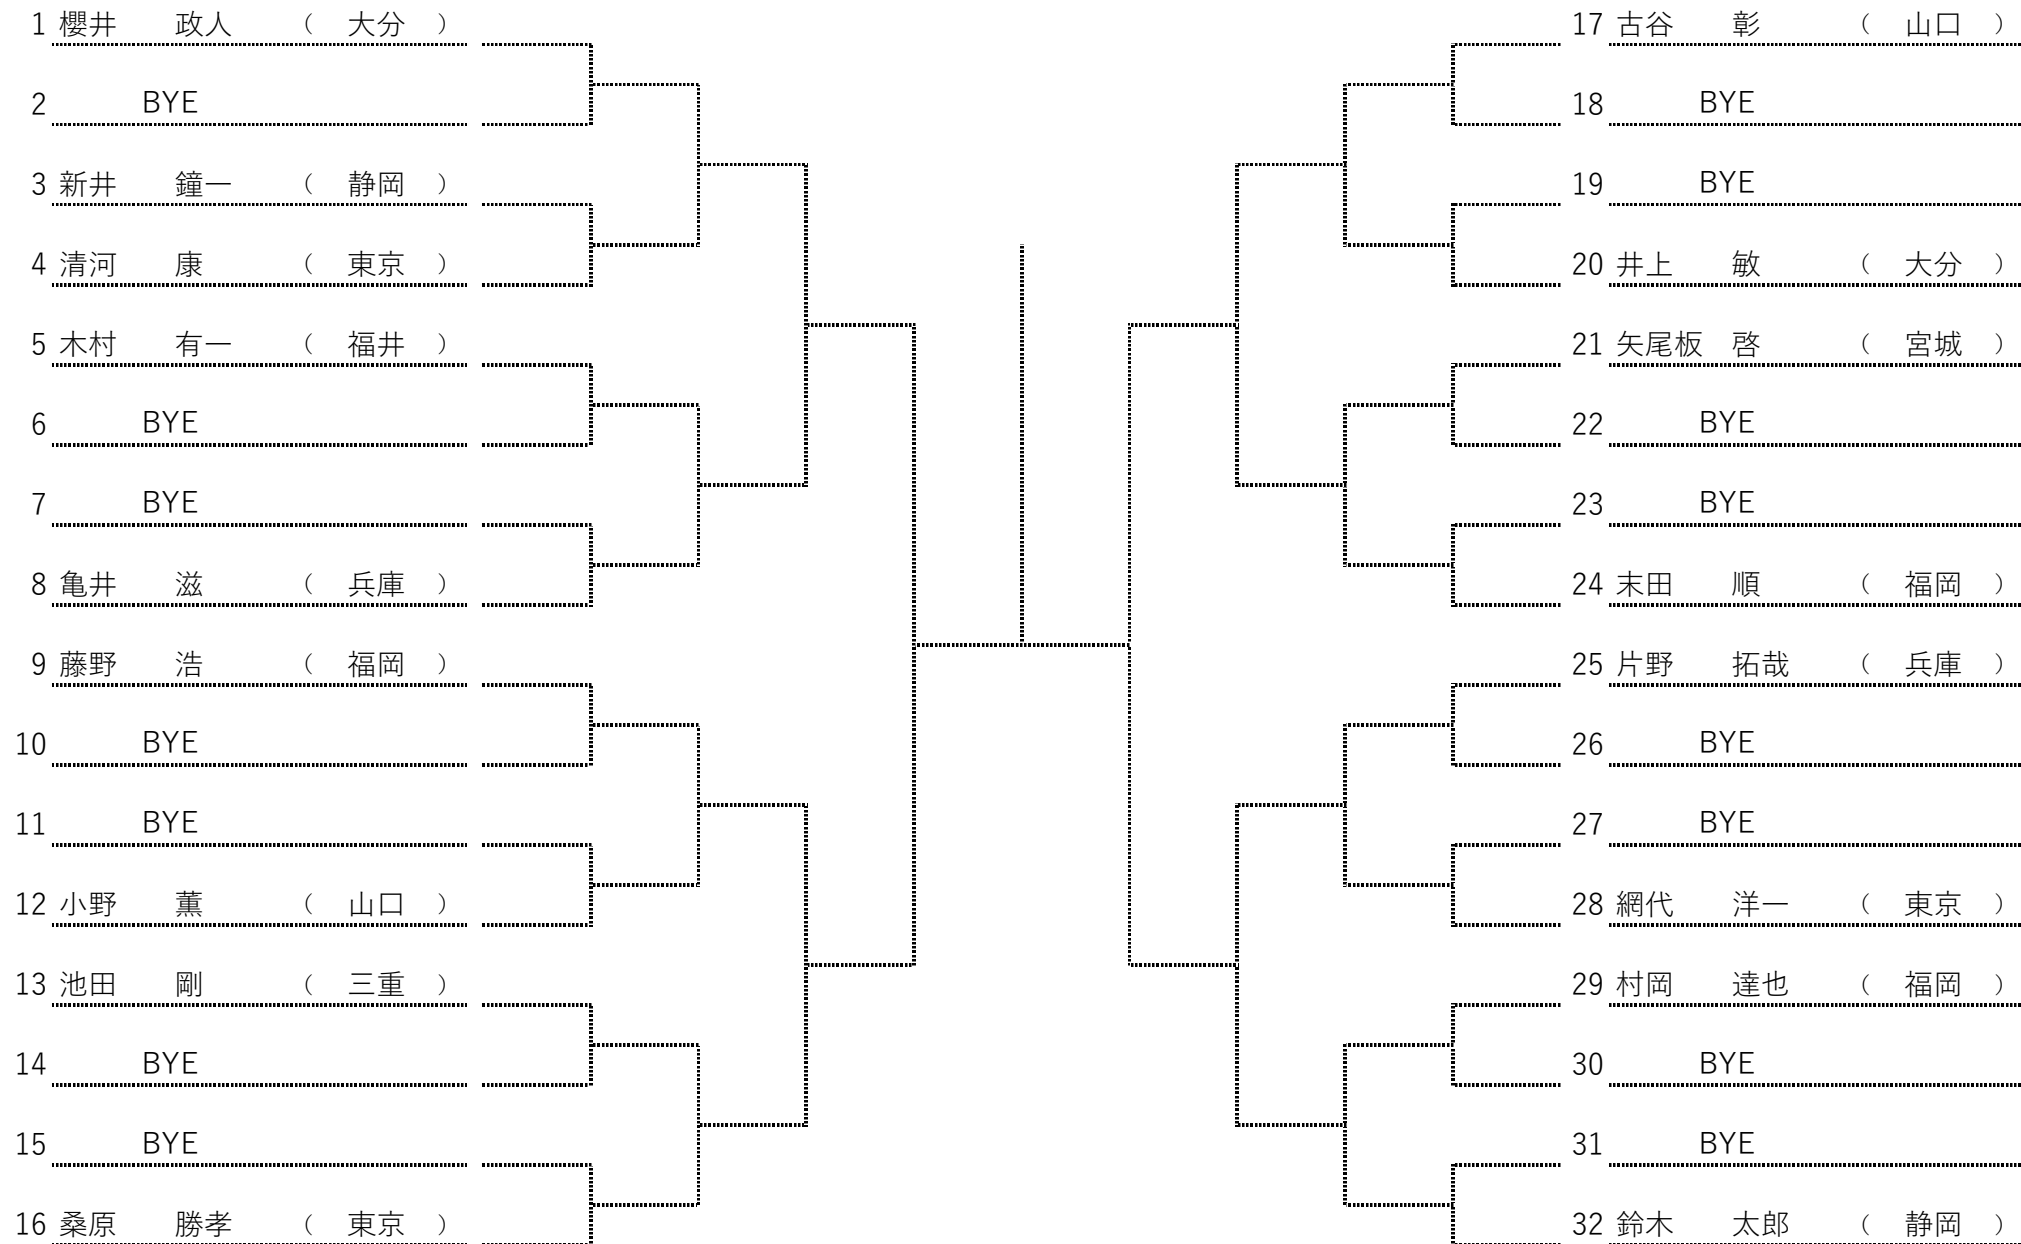 1 櫻井 政人 （ 大分 ）
2 BYE
3 新井 鐘一 （ 静岡 ）
4 清河 康 （ 東京 ）
5 木村 有一 （ 福井 ）
6 BYE
7 BYE
8 亀井 滋 （ 兵庫 ）
9 藤野 浩 （ 福岡 ）
10 BYE
11 BYE
12 小野 薫 （ 山口 ）
13 池田 剛 （ 三重 ）
14 BYE
15 BYE
16 桑原 勝孝 （ 東京 ）
17 古谷 彰 （ 山口 ）
18 BYE
19 BYE
20 井上 敏 （ 大分 ）
21 矢尾板 啓 （ 宮城 ）
22 BYE
23 BYE
24 末田 順 （ 福岡 ）
25 片野 拓哉 （ 兵庫 ）
26 BYE
27 BYE
28 網代 洋一 （ 東京 ）
29 村岡 達也 （ 福岡 ）
30 BYE
31 BYE
32 鈴木 太郎 （ 静岡 ）